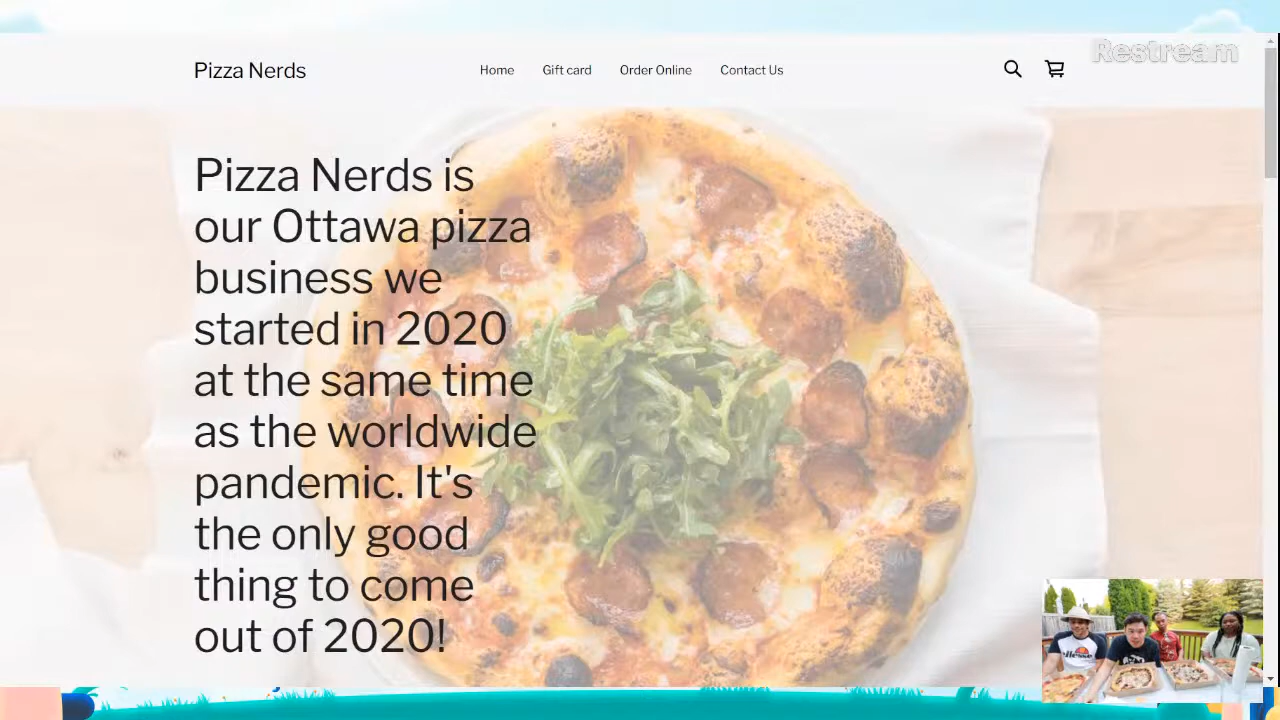 Restream
Pizza Nerds
Home
Gift card
Order Online
Contact Us
Pizza Nerds is
our Ottawa pizza
business we
started in 2020
at the same time
as the worldwide
pandemic. It's
the only good
thing to come
out of 2020!
ellesse